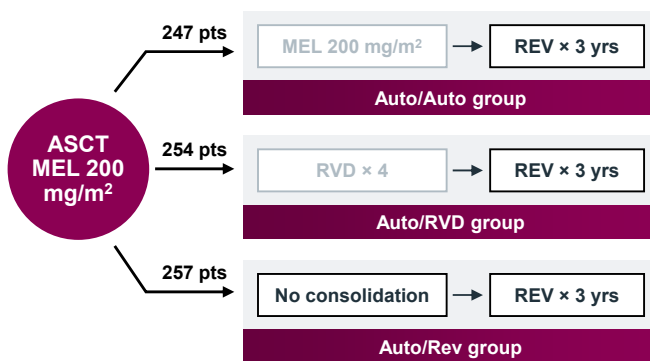 247 pts
MEL 200 mg/m²
REV × 3 yrs
Auto/Auto group
ASCT
MEL 200
mg/m²
254 pts
RVD × 4
REV × 3 yrs
Auto/RVD group
257 pts
No consolidation
REV × 3 yrs
Auto/Rev group